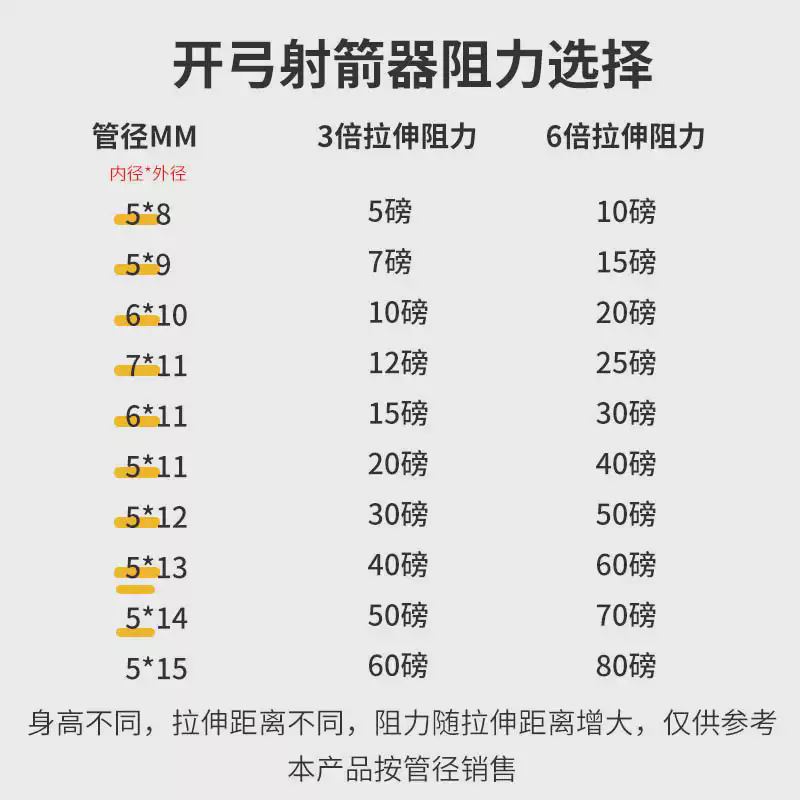 开弓射箭器阻力选择
管径MM 3倍拉伸阻力 6倍拉伸阻力
内径*外径
5*8 5磅 10磅
5*9 7磅 15磅
6*10 10磅 20磅
7*11 12磅 25磅
6*11 15磅 30磅
5*11 20磅 40磅
5*12 30磅 50磅
5*13 40磅 60磅
5*14 50磅 70磅
5*15 60磅 80磅
身高不同，拉伸距离不同，阻力随拉伸距离增大，仅供参考
本产品按管径销售